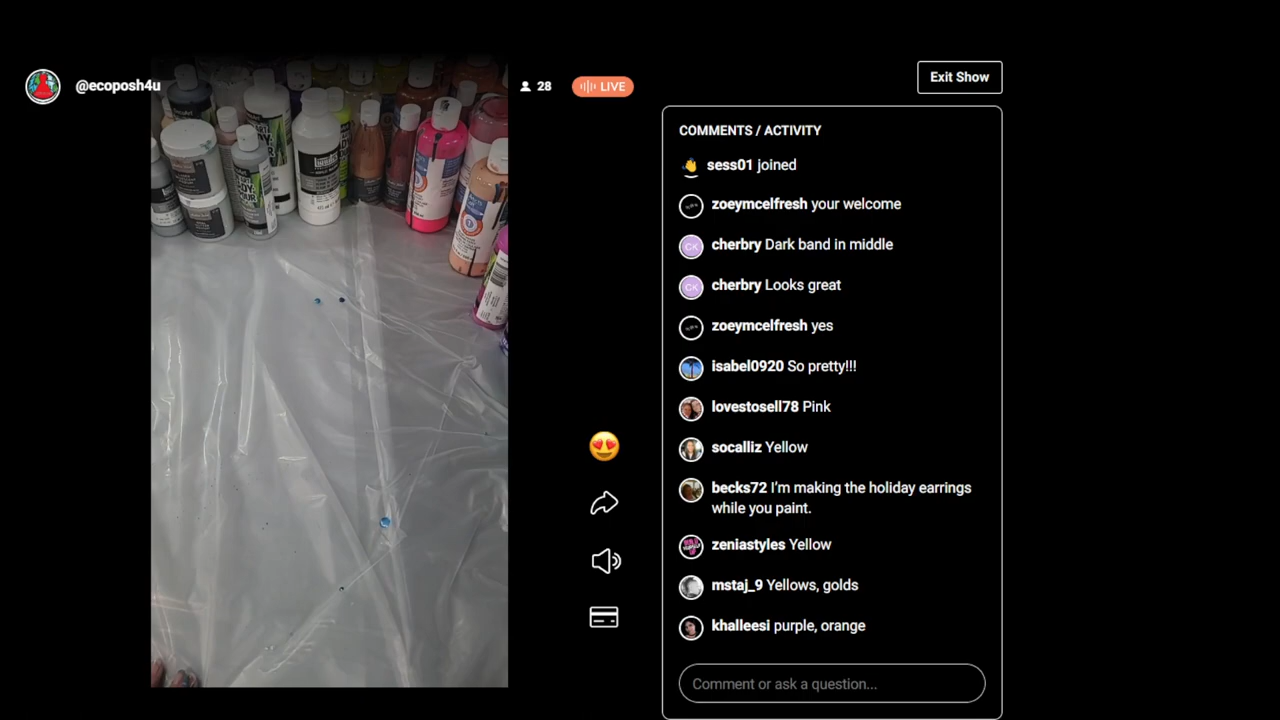 @ecoposh4u
28
LIVE
Exit Show
COMMENTS / ACTIVITY
sess01 joined
zoeymcelfresh your welcome
CK
cherbry Dark band in middle
CK
cherbry Looks great
zoeymcelfresh yes
isabel0920 So pretty!!!
lovestosell78 Pink
socalliz Yellow
becks72 I'm making the holiday earrings
while you paint.
zeniastyles Yellow
mstaj_9 Yellows, golds
khalleesi purple, orange
Comment or ask a question...